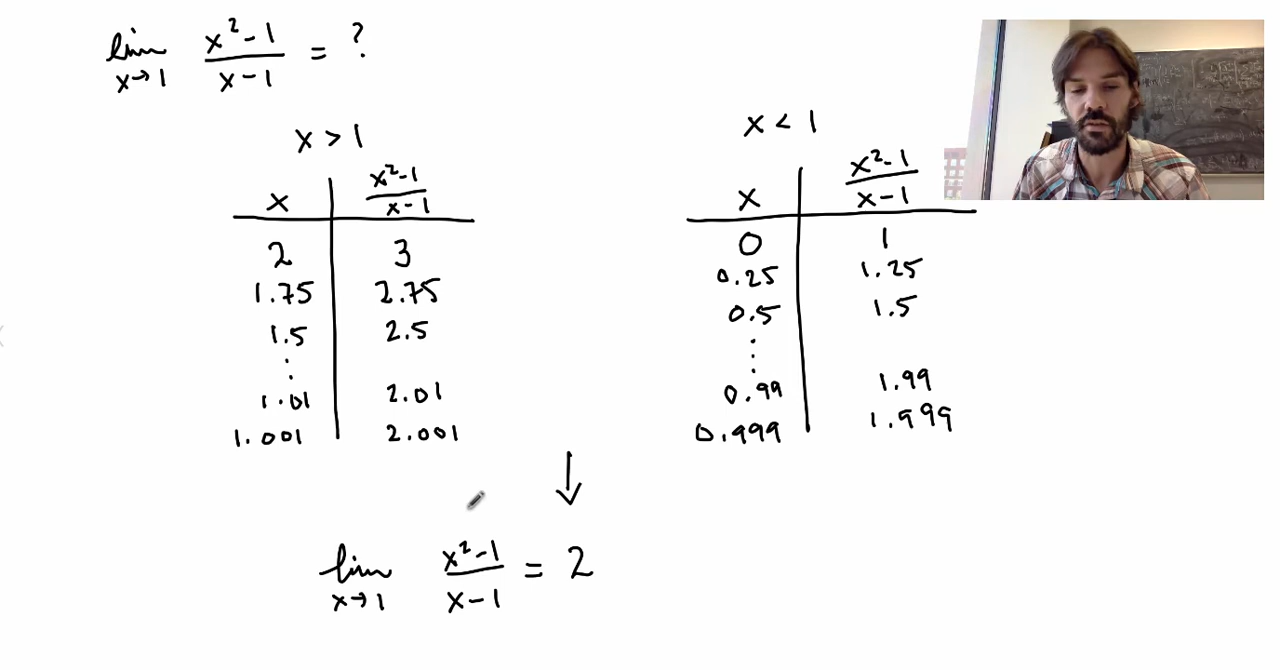 lim x→1 (x²-1)/(x-1) = ?
x > 1
x | (x²-1)/(x-1)
2 | 3
1.75 | 2.75
1.5 | 2.5
⋮
1.01 | 2.01
1.001 | 2.001
x < 1
x | (x²-1)/(x-1)
0 | 1
0.25 | 1.25
0.5 | 1.5
⋮
0.99 | 1.99
0.999 | 1.999
↓
lim x→1 (x²-1)/(x-1) = 2